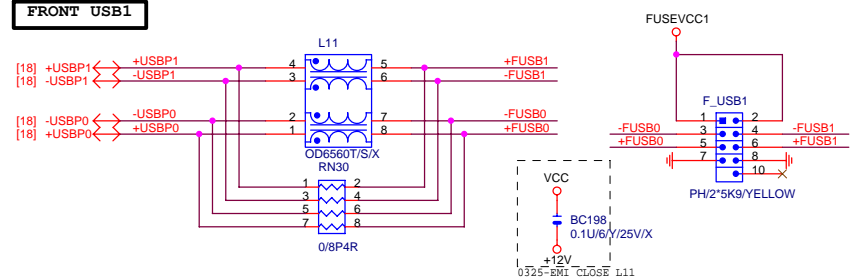 FRONT USB1
L11
[18] +USBP1 +USBP1 4 5 +FUSB1
[18] -USBP1 -USBP1 3 6 -FUSB1
[18] -USBP0 -USBP0 2 7 -FUSB0
[18] +USBP0 +USBP0 1 8 +FUSB0
OD6560T/S/X
RN30
1 2
3 4
5 6
7 8
0/8P4R
VCC
BC198
0.1U/6/Y/25V/X
+12V
0325-EMI CLOSE L11
FUSEVCC1
F_USB1
1 2
-FUSB0 3 4 -FUSB1
+FUSB0 5 6 +FUSB1
7 8
10
PH/2*5K9/YELLOW